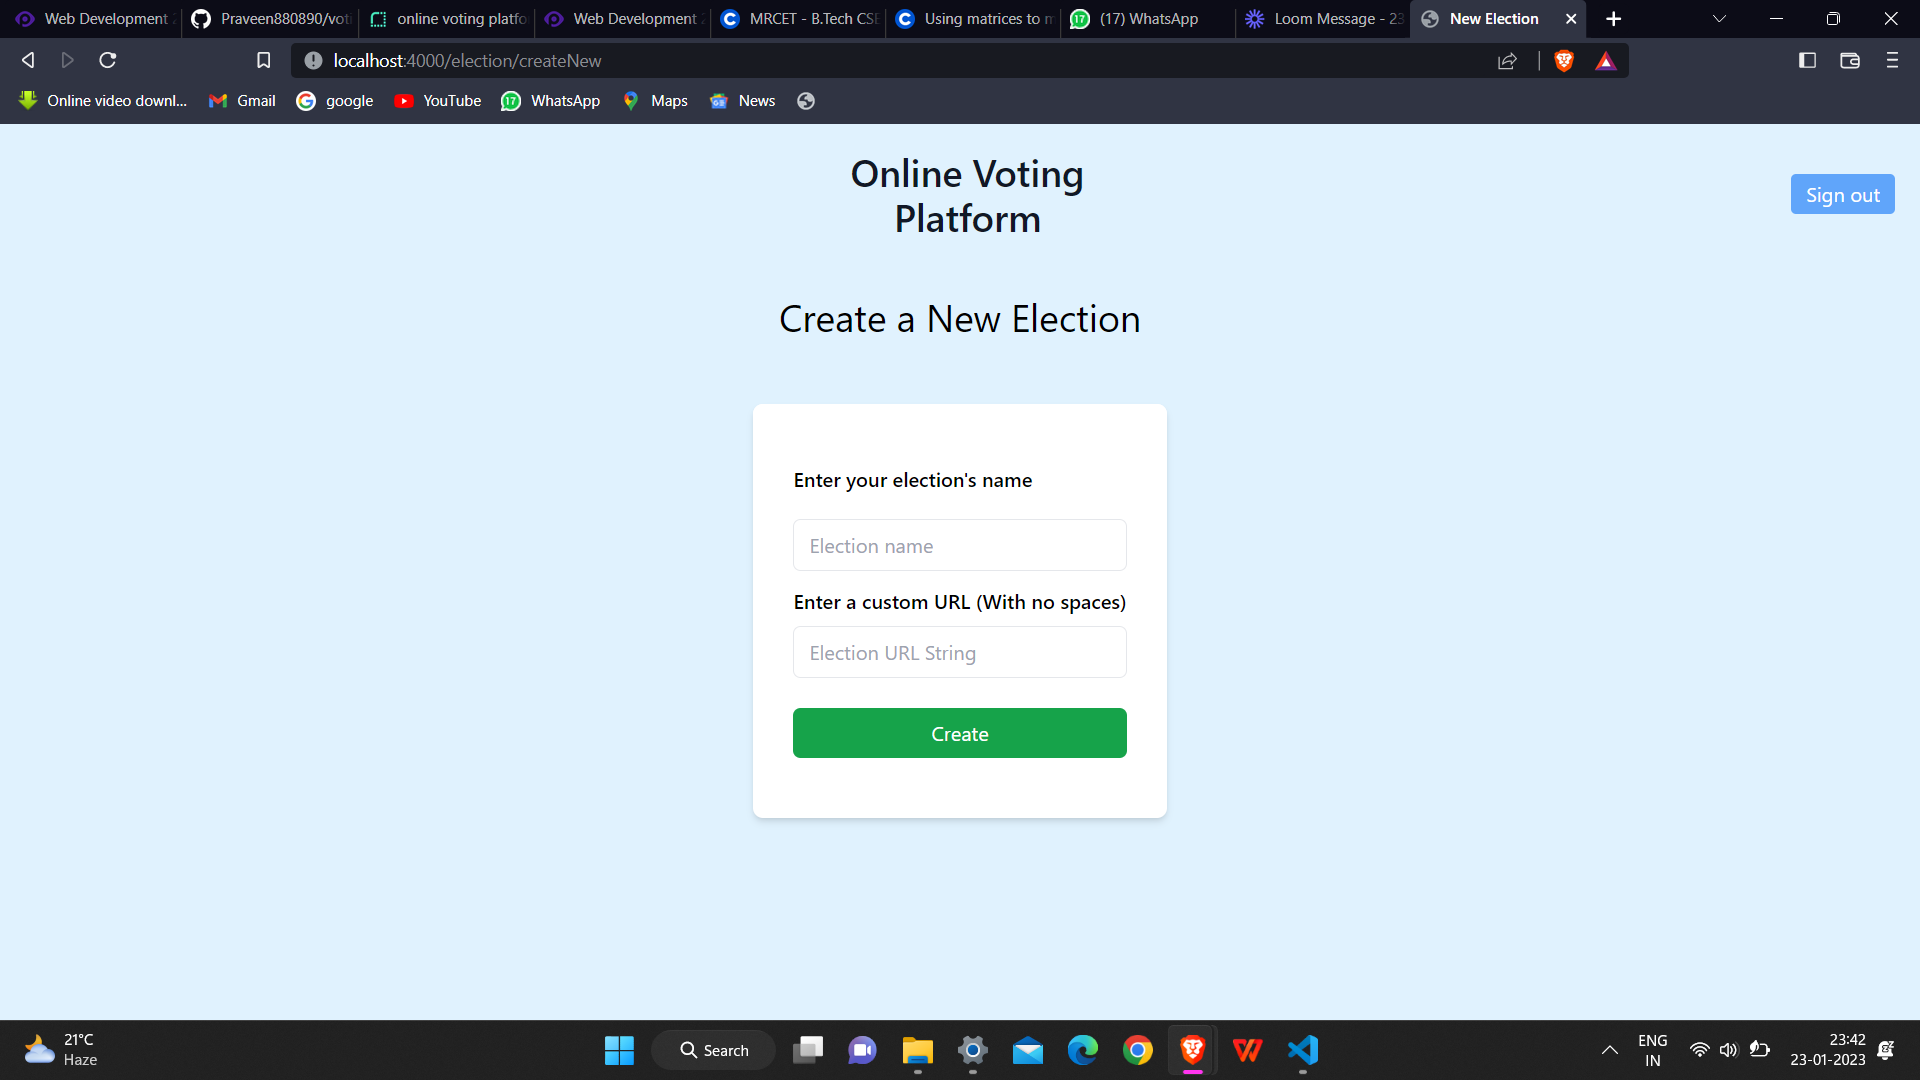 Web Development
Praveen880890/voti
online voting platfo
Web Development
MRCET - B.Tech CSE
Using matrices to m
(17) WhatsApp
Loom Message - 23
New Election
localhost:4000/election/createNew
Online video downl...
Gmail
google
YouTube
17
WhatsApp
Maps
News
Online Voting
Platform
Sign out
Create a New Election
Enter your election's name
Election name
Enter a custom URL (With no spaces)
Election URL String
Create
21°C
Haze
Search
ENG
IN
23:42
23-01-2023